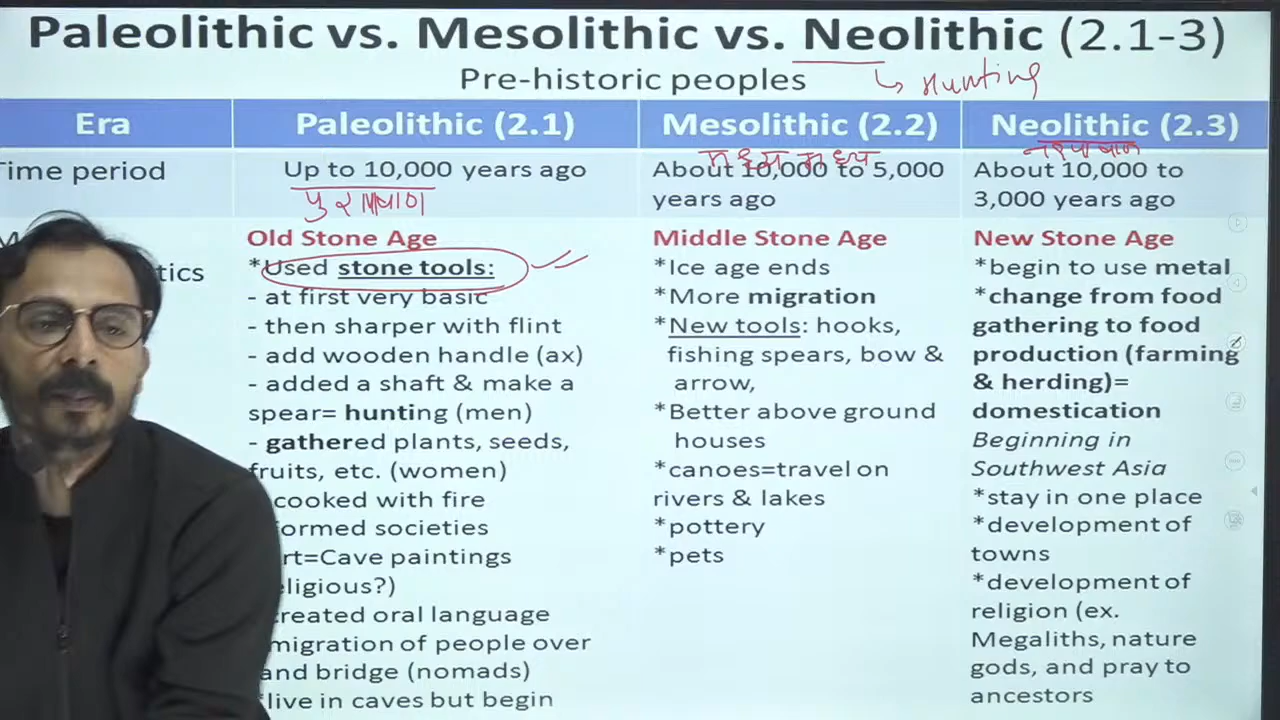 Paleolithic vs. Mesolithic vs. Neolithic (2.1-3)
Pre-historic peoples
Hunting
Era
Paleolithic (2.1)
Mesolithic (2.2)
Neolithic (2.3)
Time period
Up to 10,000 years ago
About 10,000 to 5,000
years ago
About 10,000 to
3,000 years ago
tics
Old Stone Age
*Used stone tools:
- at first very basic
- then sharper with flint
- add wooden handle (ax)
- added a shaft & make a
spear= hunting (men)
- gathered plants, seeds,
fruits, etc. (women)
cooked with fire
formed societies
rt=Cave paintings
eligious?)
created oral language
migration of people over
and bridge (nomads)
*live in caves but begin
Middle Stone Age
*Ice age ends
*More migration
*New tools: hooks,
fishing spears, bow &
arrow,
*Better above ground
houses
*canoes=travel on
rivers & lakes
*pottery
*pets
New Stone Age
*begin to use metal
*change from food
gathering to food
production (farming
& herding)=
domestication
Beginning in
Southwest Asia
*stay in one place
*development of
towns
*development of
religion (ex.
Megaliths, nature
gods, and pray to
ancestors